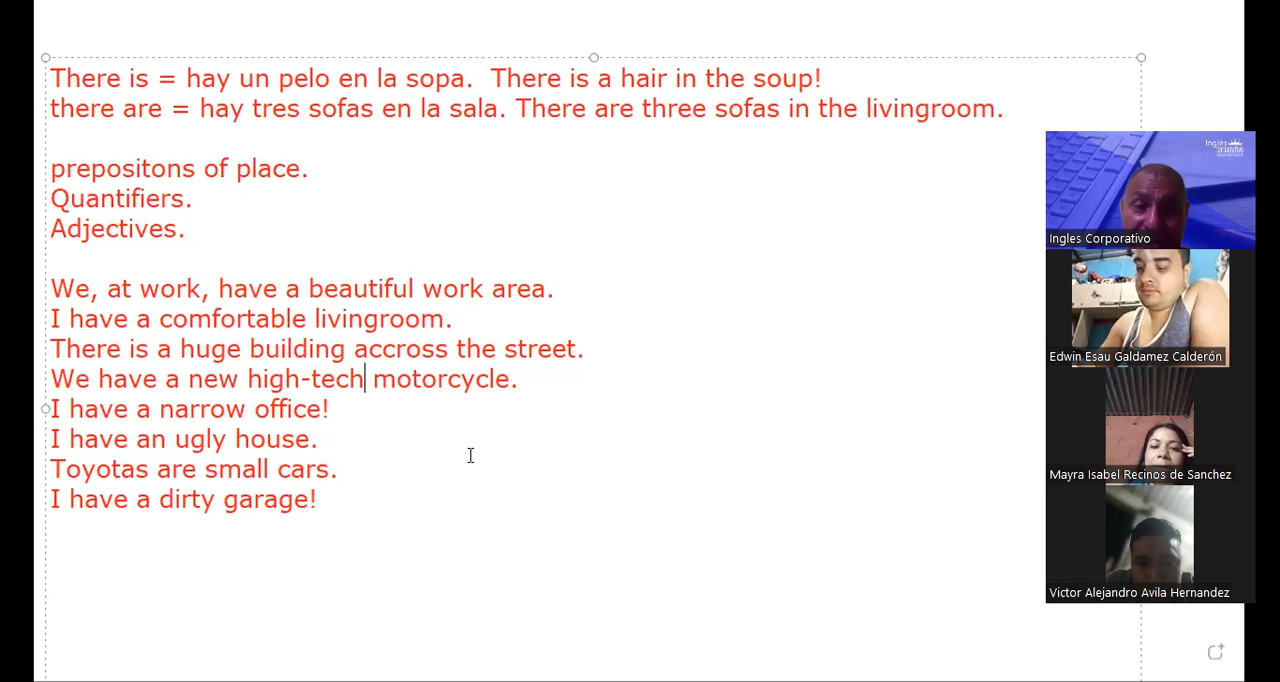 There is = hay un pelo en la sopa.  There is a hair in the soup!
there are = hay tres sofas en la sala. There are three sofas in the livingroom.
prepositons of place.
Quantifiers.
Adjectives.
We, at work, have a beautiful work area.
I have a comfortable livingroom.
There is a huge building accross the street.
We have a new high-tech motorcycle.
I have a narrow office!
I have an ugly house.
Toyotas are small cars.
I have a dirty garage!
Inglés
Ingles Corporativo
Edwin Esau Galdamez Calderón
Mayra Isabel Recinos de Sanchez
Victor Alejandro Avila Hernandez